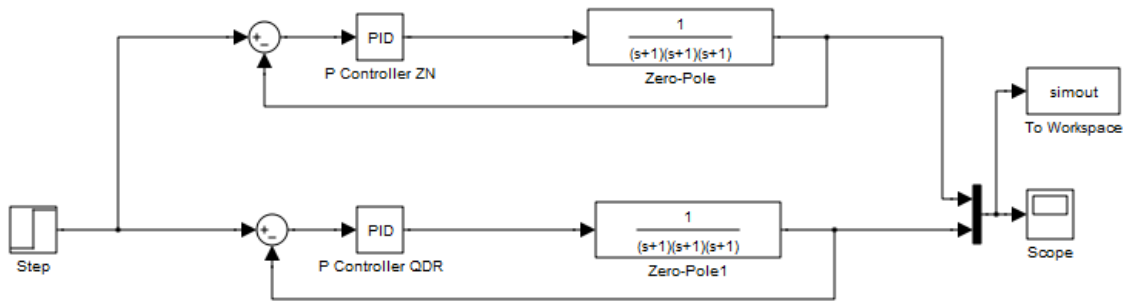 PID
P Controller ZN
1
(s+1)(s+1)(s+1)
Zero-Pole
simout
To Workspace
Step
PID
P Controller QDR
1
(s+1)(s+1)(s+1)
Zero-Pole1
Scope